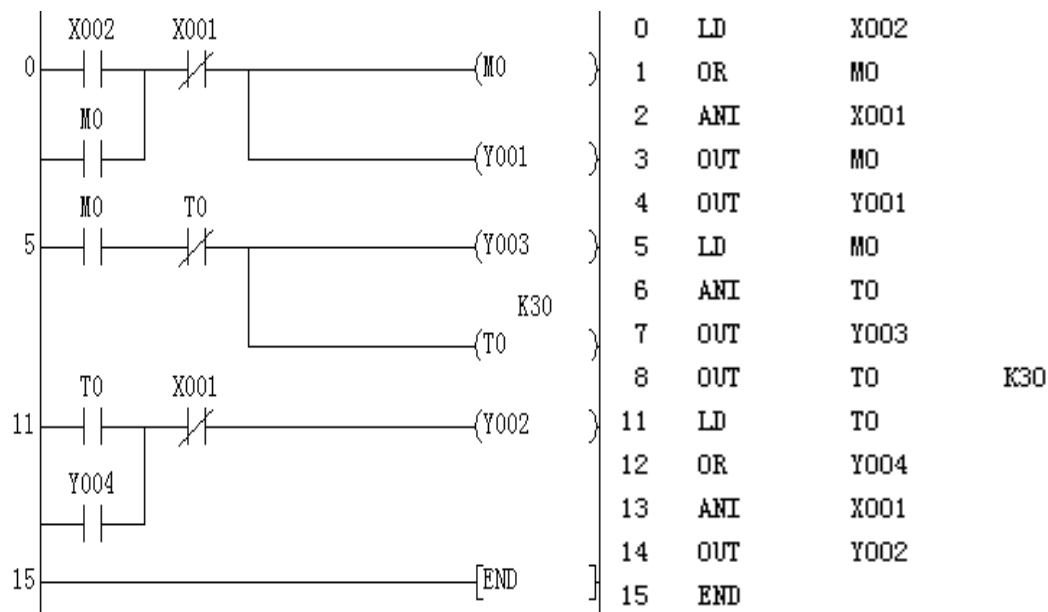 X002 X001
0 (M0 )
M0
(Y001 )
M0 T0
5 (Y003 )
K30
(T0 )
T0 X001
11 (Y002 )
Y004
15 [END ]
0 LD X002
1 OR M0
2 ANI X001
3 OUT M0
4 OUT Y001
5 LD M0
6 ANI T0
7 OUT Y003
8 OUT T0 K30
11 LD T0
12 OR Y004
13 ANI X001
14 OUT Y002
15 END